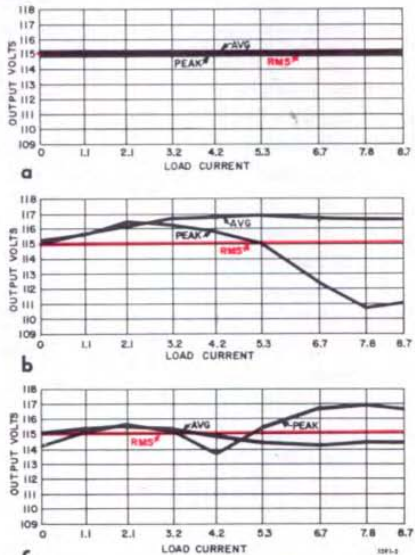 OUTPUT VOLTS
118
117
116
115
114
113
112
111
110
109
AVG
PEAK
RMS
0 1.1 2.1 3.2 4.2 5.3 6.7 7.8 8.7
LOAD CURRENT
a
OUTPUT VOLTS
118
117
116
115
114
113
112
111
110
109
AVG
PEAK
RMS
0 1.1 2.1 3.2 4.2 5.3 6.7 7.8 8.7
LOAD CURRENT
b
OUTPUT VOLTS
118
117
116
115
114
113
112
111
110
109
AVG
PEAK
RMS
0 1.1 2.1 3.2 4.2 5.3 6.7 7.8 8.7
LOAD CURRENT
c